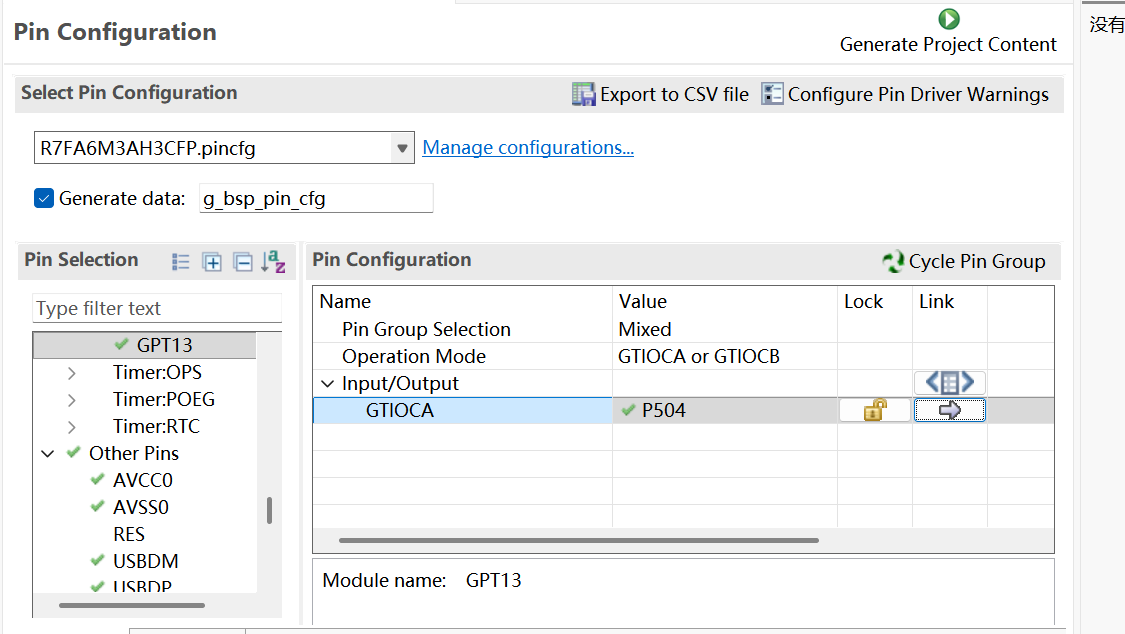 Pin Configuration
Generate Project Content
没有
Select Pin Configuration
Export to CSV file
Configure Pin Driver Warnings
R7FA6M3AH3CFP.pincfg
Manage configurations...
Generate data:
g_bsp_pin_cfg
Pin Selection
Type filter text
GPT13
Timer:OPS
Timer:POEG
Timer:RTC
Other Pins
AVCC0
AVSS0
RES
USBDM
USBDP
Pin Configuration
Cycle Pin Group
Name Value Lock Link
Pin Group Selection Mixed
Operation Mode GTIOCA or GTIOCB
Input/Output
GTIOCA P504
Module name: GPT13